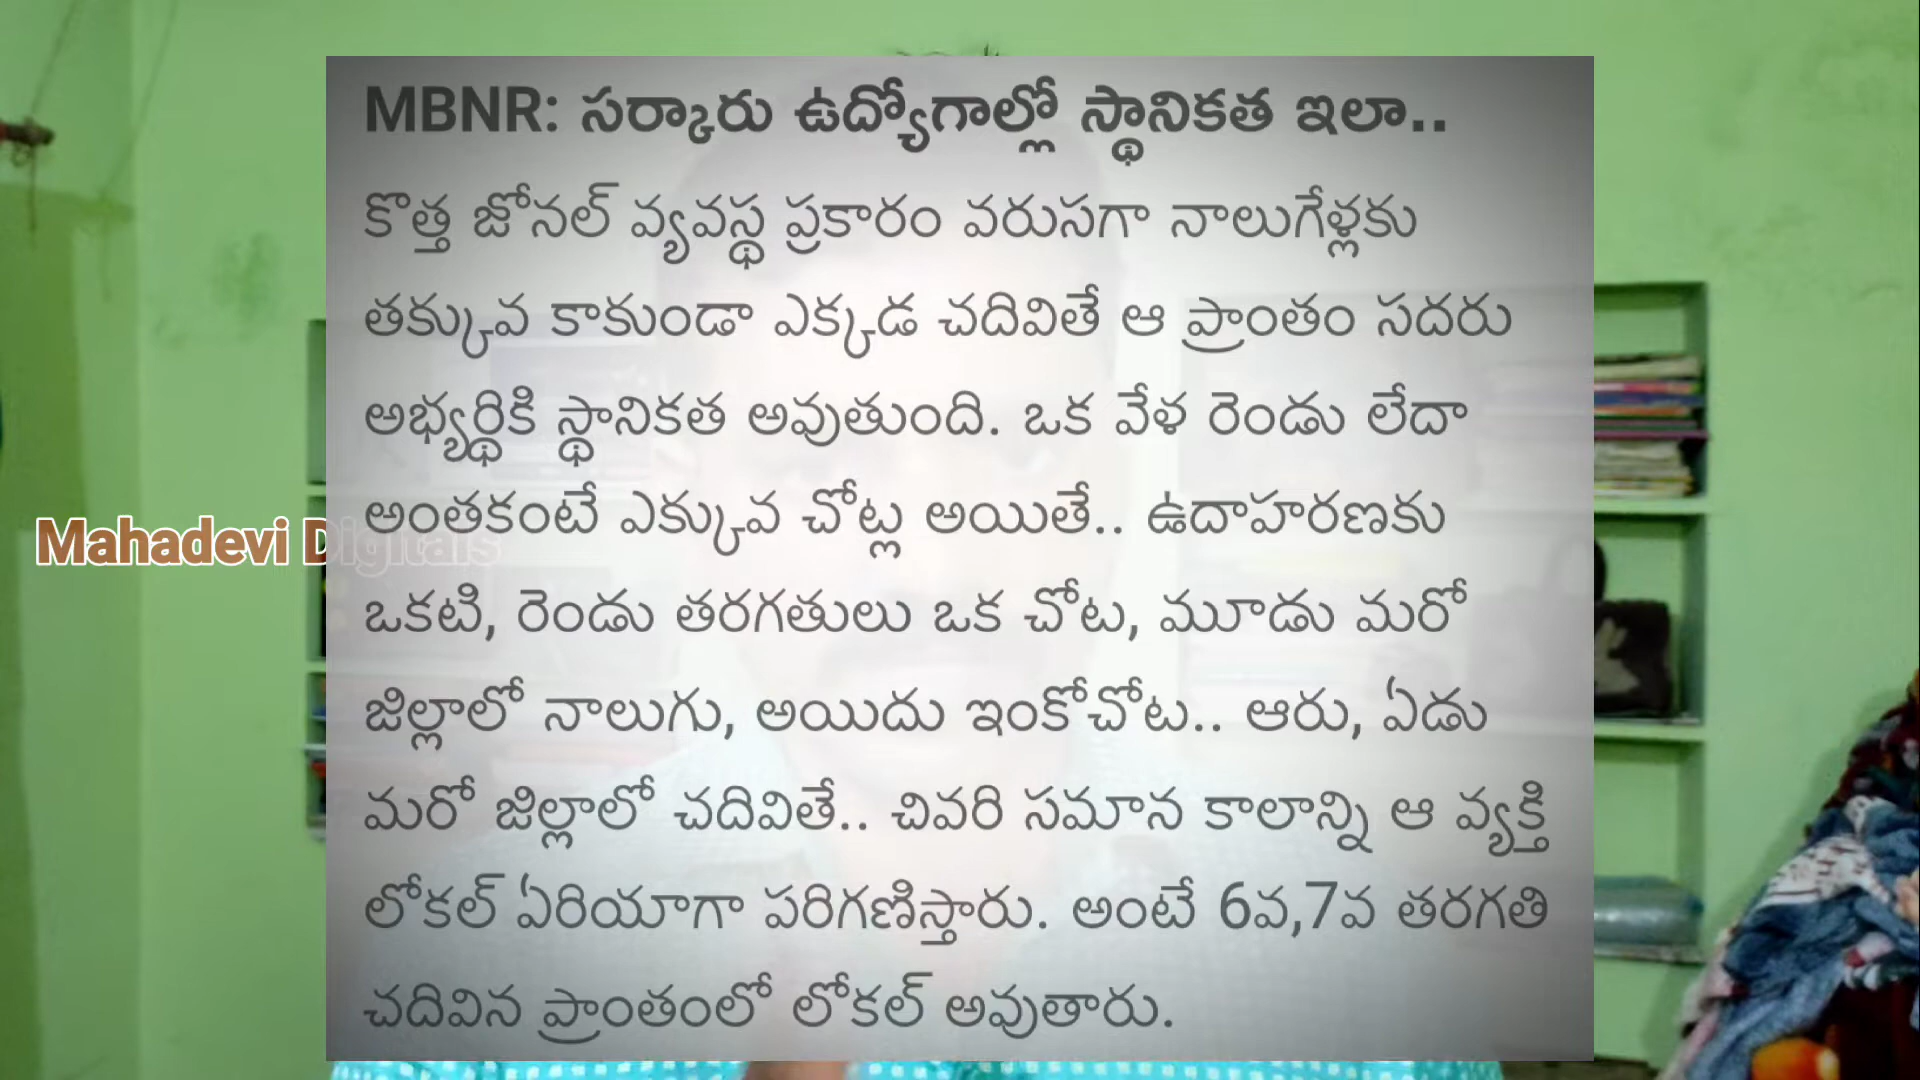 MBNR: సర్కారు ఉద్యోగాల్లో స్థానికత ఇలా..
కొత్త జోనల్ వ్యవస్థ ప్రకారం వరుసగా నాలుగేళ్లకు
తక్కువ కాకుండా ఎక్కడ చదివితే ఆ ప్రాంతం సదరు
అభ్యర్థికి స్థానికత అవుతుంది. ఒక వేళ రెండు లేదా
అంతకంటే ఎక్కువ చోట్ల అయితే.. ఉదాహరణకు
ఒకటి, రెండు తరగతులు ఒక చోట, మూడు మరో
జిల్లాలో నాలుగు, అయిదు ఇంకోచోట.. ఆరు, ఏడు
మరో జిల్లాలో చదివితే.. చివరి సమాన కాలాన్ని ఆ వ్యక్తి
లోకల్ ఏరియాగా పరిగణిస్తారు. అంటే 6వ,7వ తరగతి
చదివిన ప్రాంతంలో లోకల్ అవుతారు.
Mahadevi Digitals